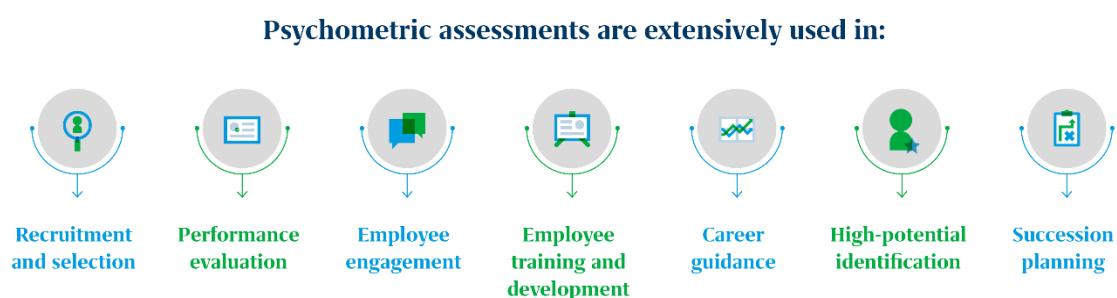 Psychometric assessments are extensively used in:
Recruitment
and selection
Performance
evaluation
Employee
engagement
Employee
training and
development
Career
guidance
High-potential
identification
Succession
planning